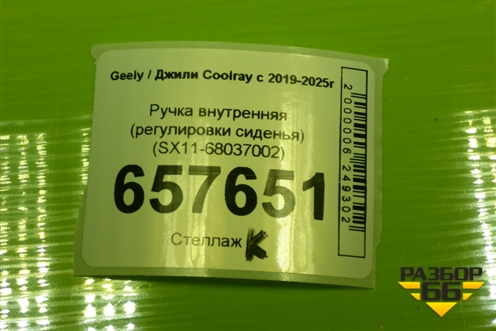 Geely / Джили Coolray с 2019-2025г
Ручка внутренняя
(регулировки сиденья)
(SX11-68037002)
657651
Стеллаж К
2000006249302
РАЗБОР
66